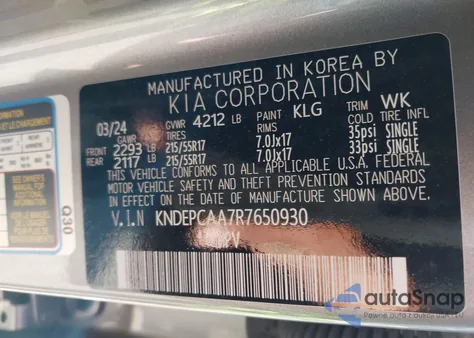 MANUFACTURED IN KOREA BY
KIA CORPORATION
03/24 GVWR 4212 LB PAINT KLG TRIM WK
GAWR TIRES RIMS COLD TIRE INFL
FRONT 2293 LB 215/55R17 7.0Jx17 35psi SINGLE
REAR 2117 LB 215/55R17 7.0Jx17 33psi SINGLE
THIS VEHICLE CONFORMS TO ALL APPLICABLE U.S.A. FEDERAL
MOTOR VEHICLE SAFETY AND THEFT PREVENTION STANDARDS
IN EFFECT ON THE DATE OF MANUFACTURE SHOWN ABOVE.
V.I.N KNDEPCAA7R7650930
Q30
autoSnap